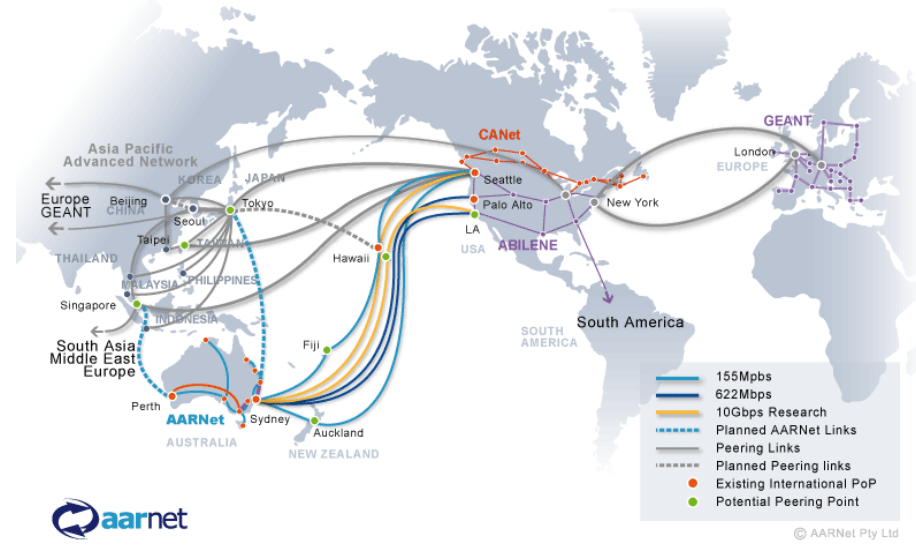 CANet
GEANT
Asia Pacific
Advanced Network
London
EUROPE
KOREA
JAPAN
Seattle
Europe
GEANT
Beijing
CHINA
Tokyo
Palo Alto
New York
Seoul
LA
Taipei
TAIWAN
USA
ABILENE
THAILAND
Hawaii
MALAYSIA
PHILIPPINES
Singapore
INDONESIA
South America
SOUTH
AMERICA
South Asia
Middle East
Europe
Fiji
155Mpbs
622Mbps
10Gbps Research
Planned AARNet Links
Peering Links
Planned Peering links
Existing International PoP
Potential Peering Point
Perth
AARNet
Sydney
Auckland
AUSTRALIA
NEW ZEALAND
aarnet
© AARNet Pty Ltd